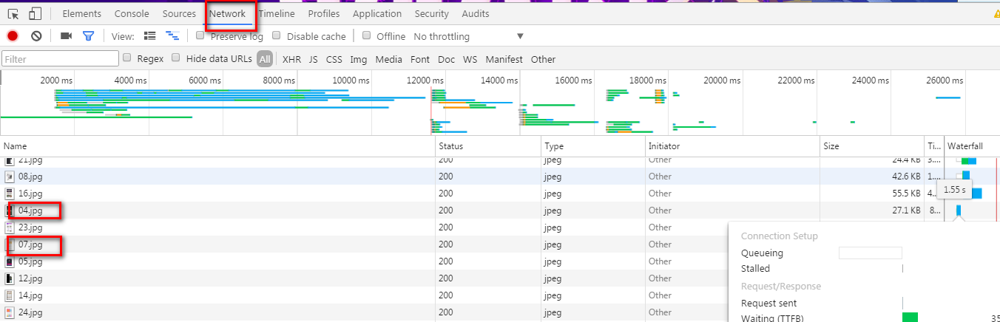 Elements Console Sources Network Timeline Profiles Application Security Audits
View: Preserve log Disable cache Offline No throttling ▼
Filter Regex Hide data URLs All XHR JS CSS Img Media Font Doc WS Manifest Other
2000 ms 4000 ms 6000 ms 8000 ms 10000 ms 12000 ms 14000 ms 16000 ms 18000 ms 20000 ms 22000 ms 24000 ms 26000 ms
Name Status Type Initiator Size Ti... Waterfall
21.jpg 200 jpeg Other 24.4 KB 3....
08.jpg 200 jpeg Other 42.6 KB 1....
1.55 s
16.jpg 200 jpeg Other 55.5 KB 4...
04.jpg 200 jpeg Other 27.1 KB 8...
23.jpg 200 jpeg Other
07.jpg 200 jpeg Other
05.jpg 200 jpeg Other
12.jpg 200 jpeg Other
14.jpg 200 jpeg Other
24.jpg 200 jpeg Other
Connection Setup
Queueing
Stalled
Request/Response
Request sent
Waiting (TTFB) 35